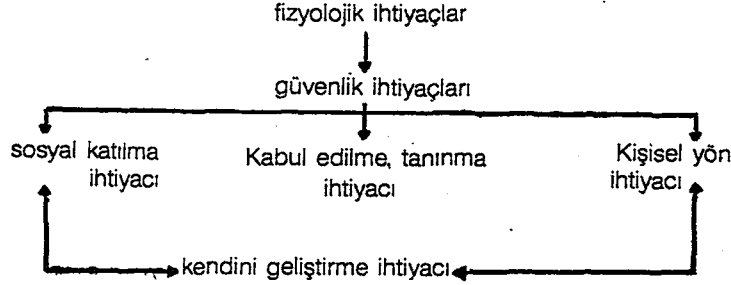 fizyolojik ihtiyaçlar
güvenlik ihtiyaçları
sosyal katılma
ihtiyacı
Kabul edilme, tanınma
ihtiyacı
Kişisel yön
ihtiyacı
kendini geliştirme ihtiyacı